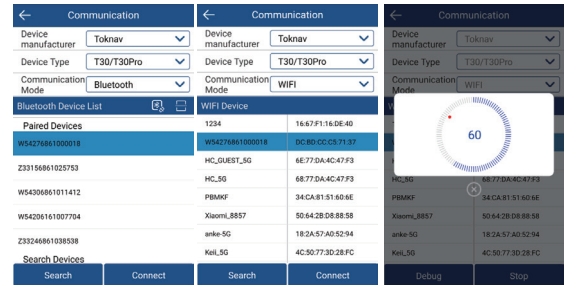 Communication
Device manufacturer
Toknav
Device Type
T30/T30Pro
Communication Mode
Bluetooth
Bluetooth Device List
Paired Devices
W54276861000018
Z33156861025753
W54306861011412
W54206161007704
Z33246861038538
Search Devices
Search
Connect
Communication
Device manufacturer
Toknav
Device Type
T30/T30Pro
Communication Mode
WIFI
WIFI Device
1234 16:67:F1:16:DE:40
W54276861000018 DC:BD:CC:C5:71:37
HC_GUEST_5G 6E:77:DA:4C:47:F3
HC_5G 68:77:DA:4C:47:F3
PBMKF 34:CA:81:51:60:6E
Xiaomi_8857 50:64:2B:D8:88:58
anke-5G 18:2A:57:A0:52:94
Keli_5G 4C:50:77:3D:28:FC
Search
Connect
Communication
Device manufacturer
Toknav
Device Type
T30/T30Pro
Communication Mode
WIFI
60
HC_5G 68:77:DA:4C:47:F3
PBMKF 34:CA:81:51:60:6E
Xiaomi_8857 50:64:2B:D8:88:58
anke-5G 18:2A:57:A0:52:94
Keli_5G 4C:50:77:3D:28:FC
Debug
Stop